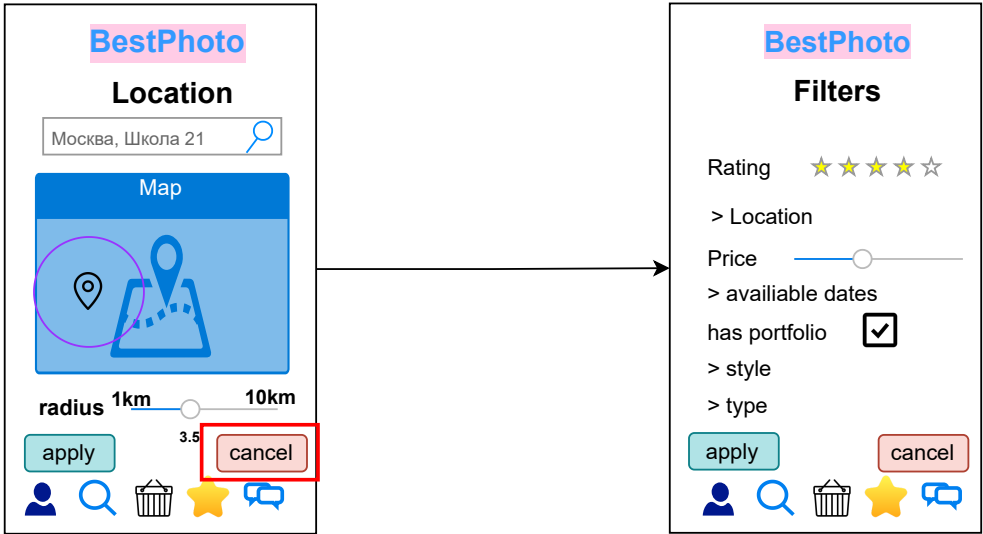 BestPhoto
Location
Москва, Школа 21
Map
radius 1km 10km
3.5
apply cancel
BestPhoto
Filters
Rating
> Location
Price
> availiable dates
has portfolio
> style
> type
apply cancel